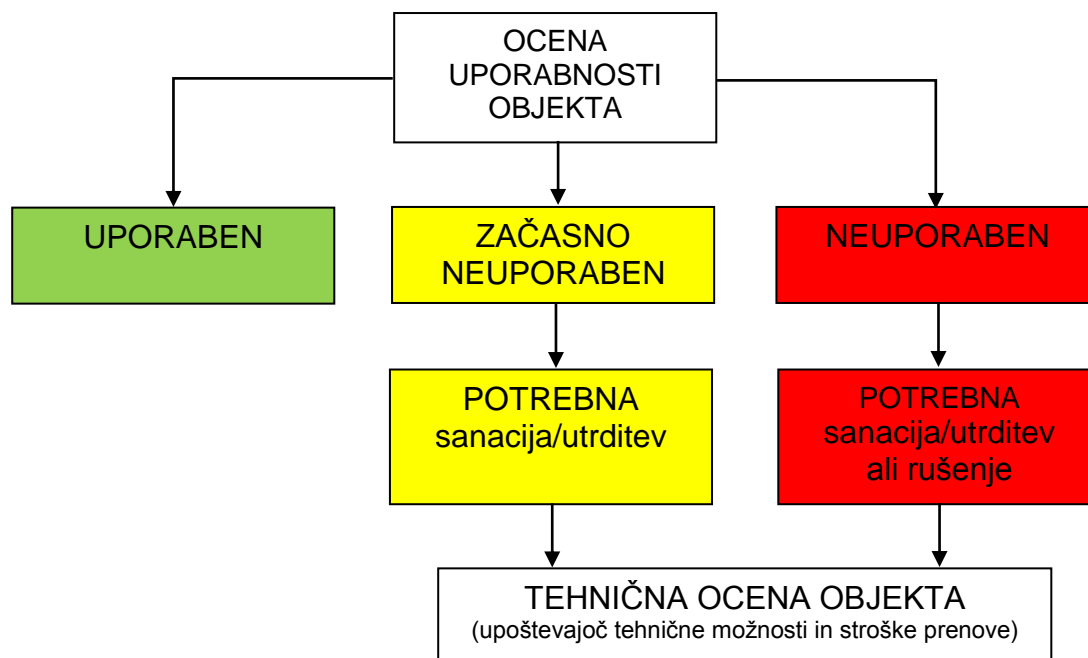 OCENA
UPORABNOSTI
OBJEKTA
UPORABEN
ZAČASNO
NEUPORABEN
NEUPORABEN
POTREBNA
sanacija/utrditev
POTREBNA
sanacija/utrditev
ali rušenje
TEHNIČNA OCENA OBJEKTA
(upoštevajoč tehnične možnosti in stroške prenove)